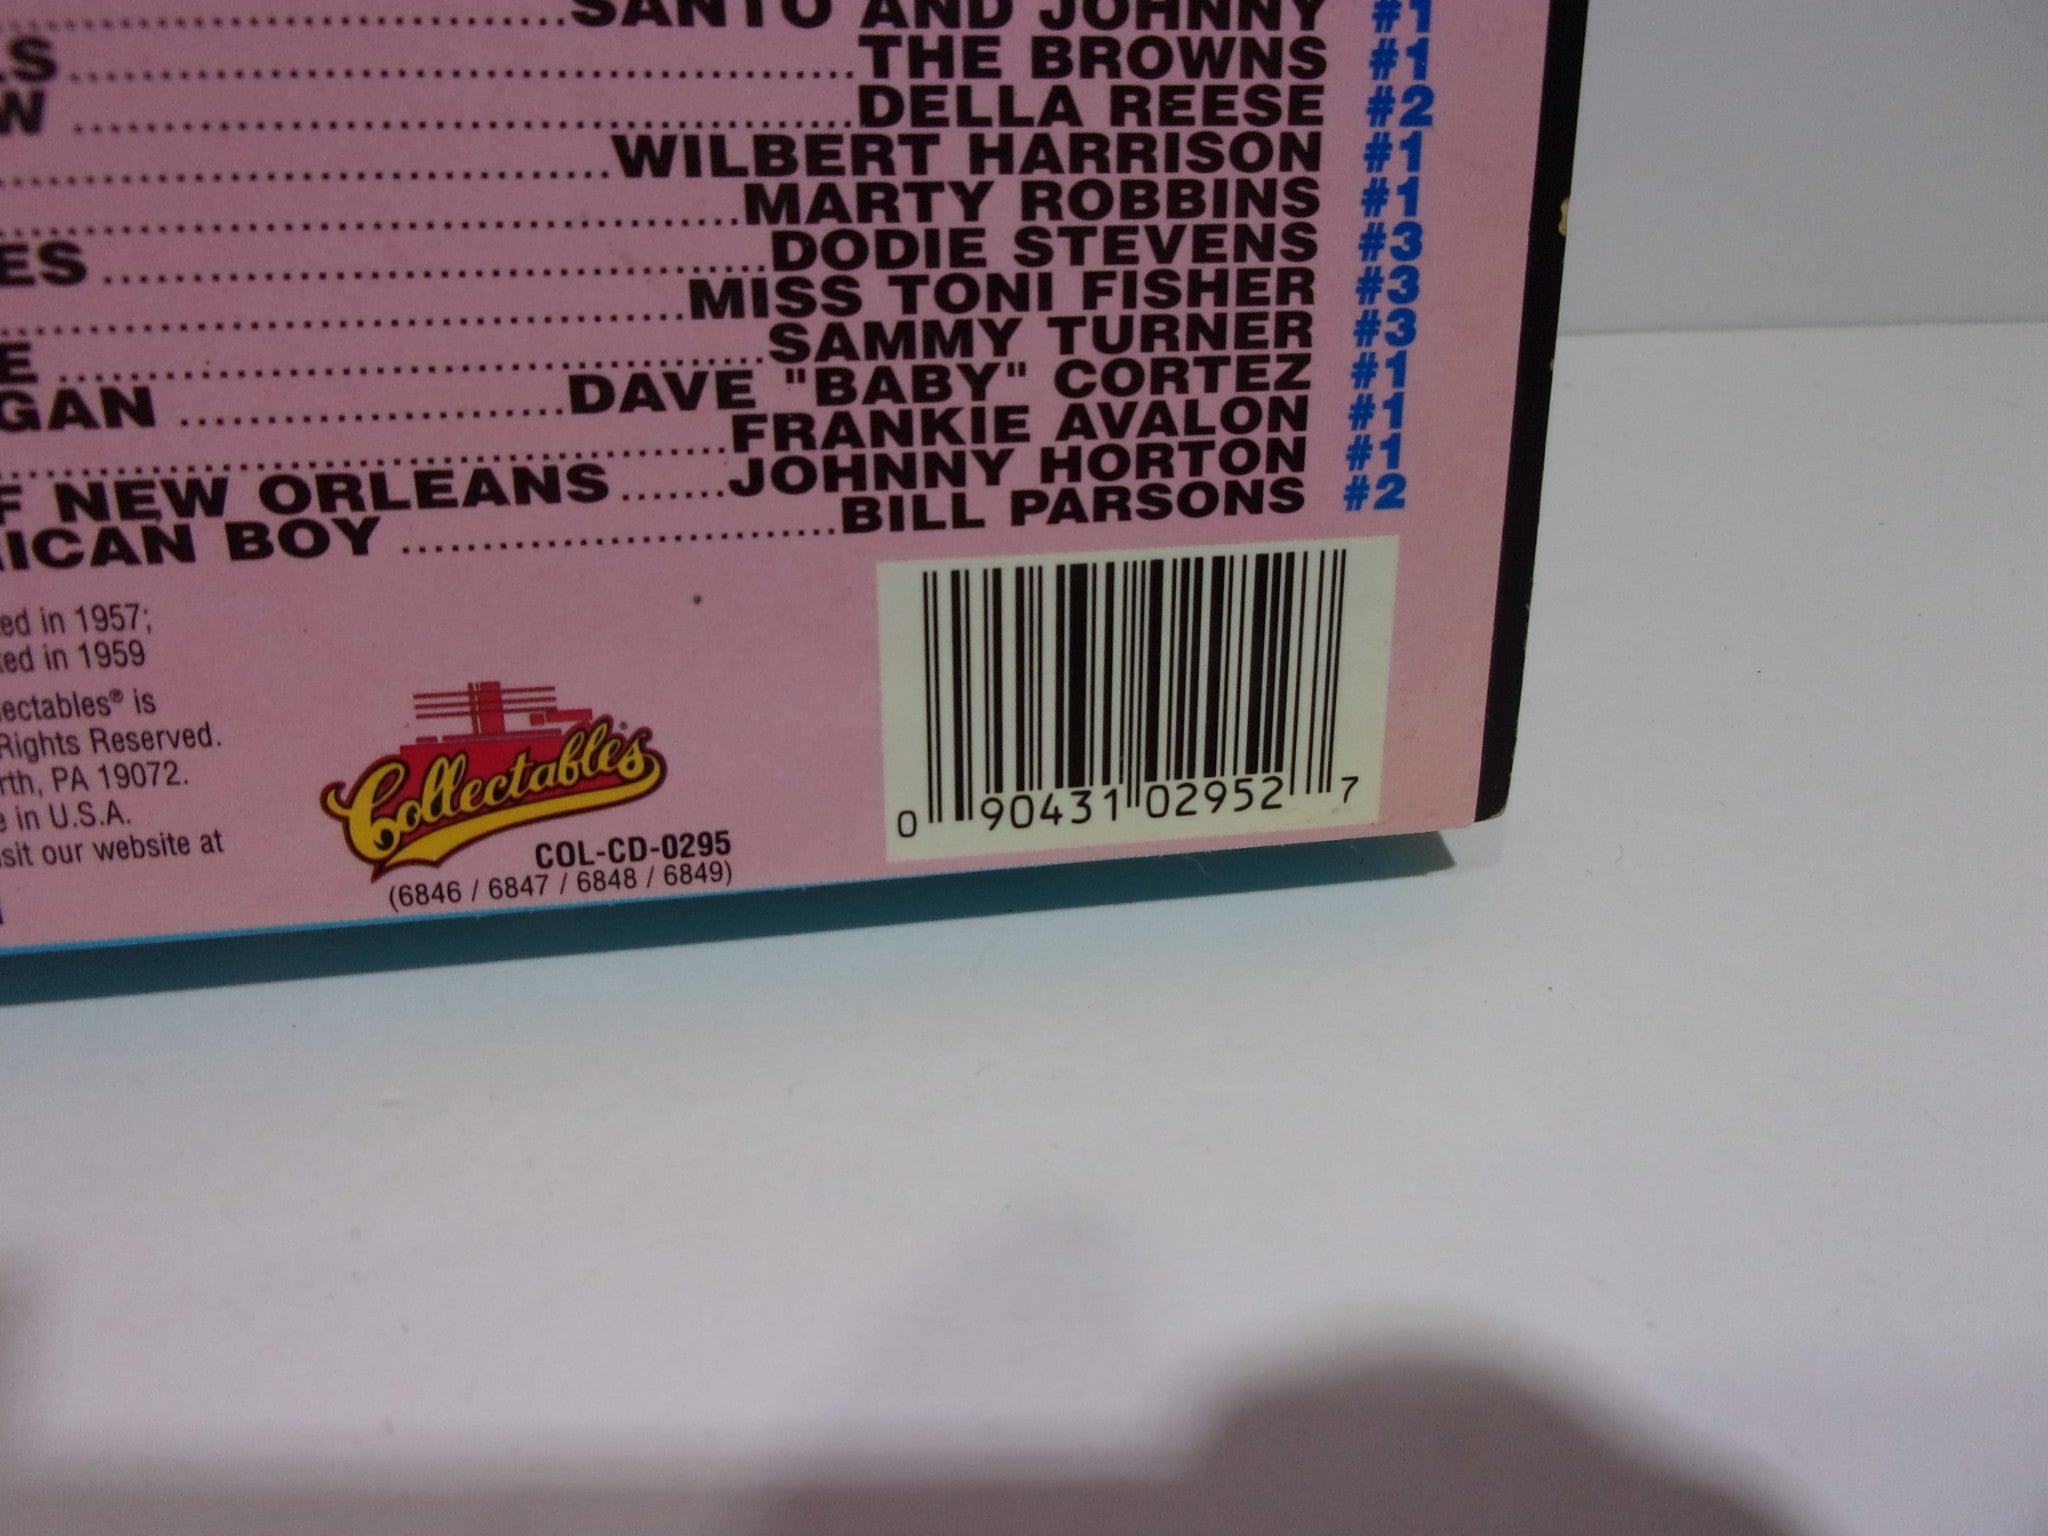 SANTO AND JOHNNY #1
THE BROWNS #1
DELLA REESE #2
WILBERT HARRISON #1
MARTY ROBBINS #1
ES DODIE STEVENS #3
MISS TONI FISHER #3
E SAMMY TURNER #3
GAN DAVE "BABY" CORTEZ #1
FRANKIE AVALON #1
F NEW ORLEANS JOHNNY HORTON #1
ICAN BOY BILL PARSONS #2
ed in 1957;
ed in 1959
ectables® is
Rights Reserved.
rth, PA 19072.
e in U.S.A.
sit our website at
Collectables
COL-CD-0295
(6846 / 6847 / 6848 / 6849)
0 90431 02952 7